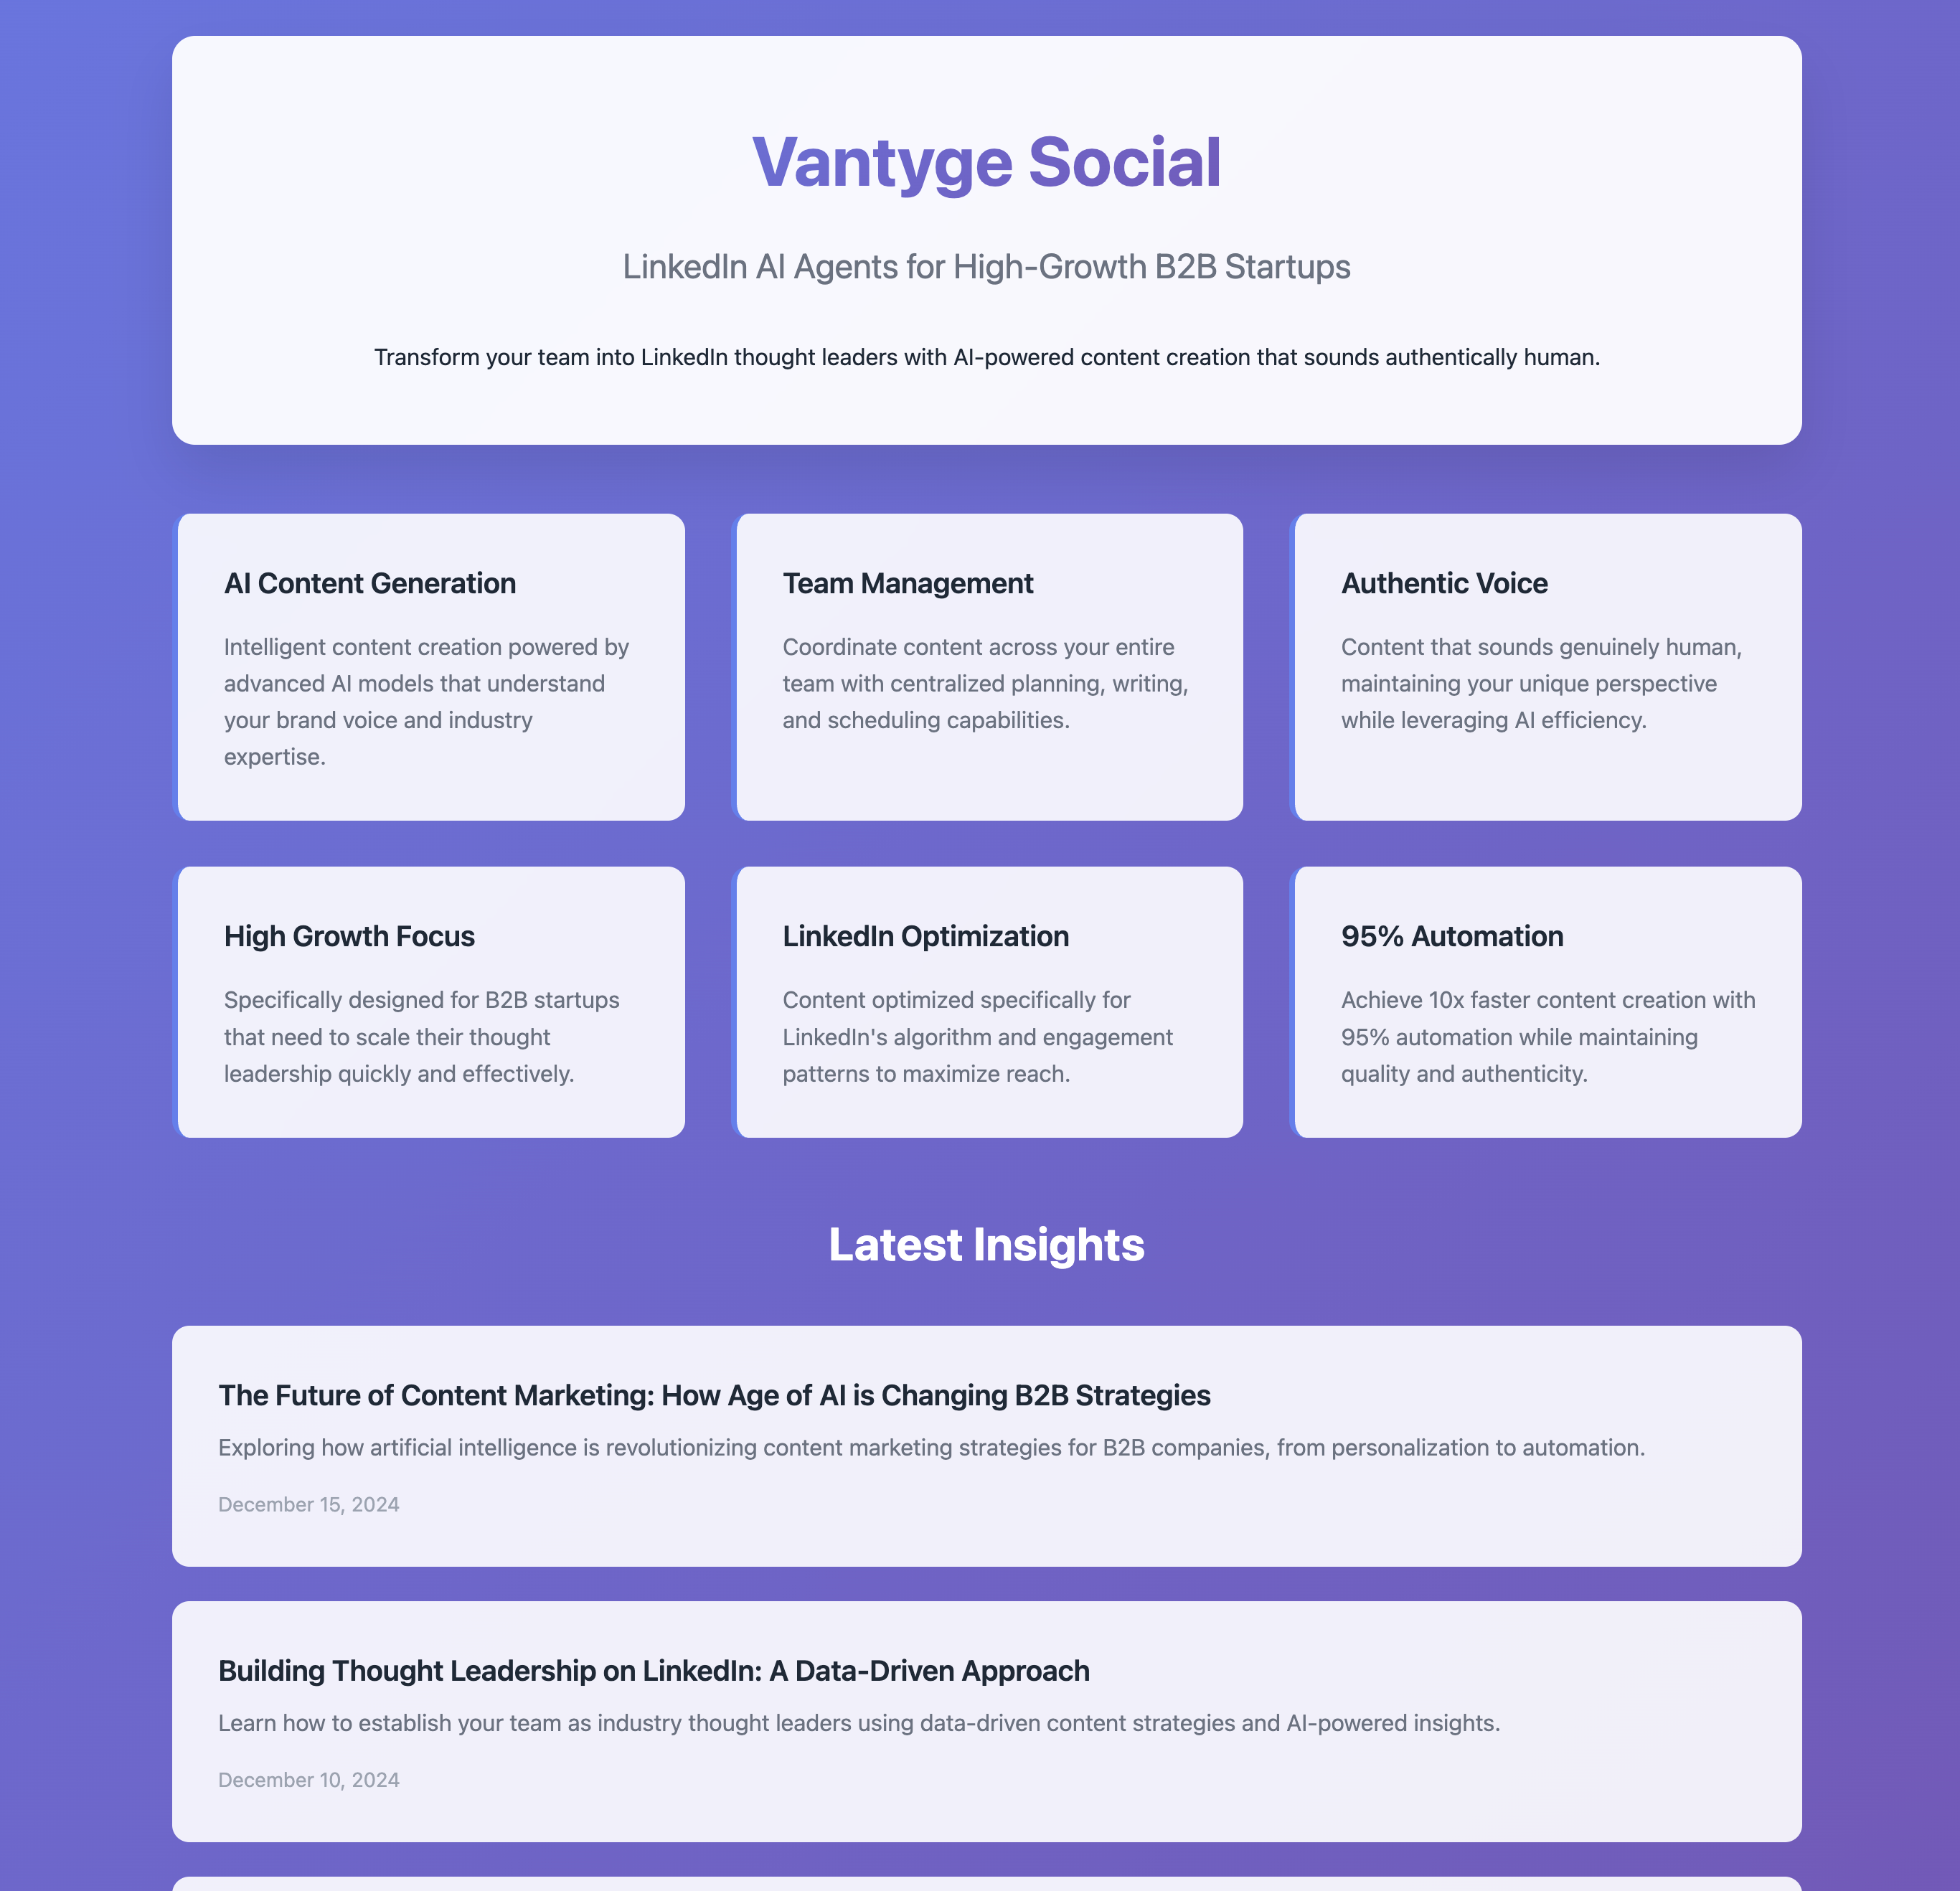 Vantyge Social
LinkedIn AI Agents for High-Growth B2B Startups
Transform your team into LinkedIn thought leaders with AI-powered content creation that sounds authentically human.
AI Content Generation
Intelligent content creation powered by
advanced AI models that understand
your brand voice and industry
expertise.
Team Management
Coordinate content across your entire
team with centralized planning, writing,
and scheduling capabilities.
Authentic Voice
Content that sounds genuinely human,
maintaining your unique perspective
while leveraging AI efficiency.
High Growth Focus
Specifically designed for B2B startups
that need to scale their thought
leadership quickly and effectively.
LinkedIn Optimization
Content optimized specifically for
LinkedIn's algorithm and engagement
patterns to maximize reach.
95% Automation
Achieve 10x faster content creation with
95% automation while maintaining
quality and authenticity.
Latest Insights
The Future of Content Marketing: How Age of AI is Changing B2B Strategies
Exploring how artificial intelligence is revolutionizing content marketing strategies for B2B companies, from personalization to automation.
December 15, 2024
Building Thought Leadership on LinkedIn: A Data-Driven Approach
Learn how to establish your team as industry thought leaders using data-driven content strategies and AI-powered insights.
December 10, 2024